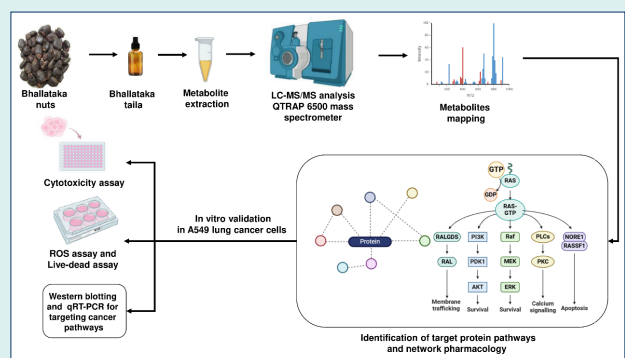 Bhallataka
nuts
Bhallataka
taila
Metabolite
extraction
LC-MS/MS analysis
QTRAP 6500 mass
spectrometer
Metabolites
mapping
Cytotoxicity assay
ROS assay and
Live-dead assay
Western blotting
and qRT-PCR for
targeting cancer
pathways
In vitro validation
in A549 lung cancer cells
Protein
GTP
GDP
RAS
RAS-
GTP
RALGDS
PI3K
Raf
PLCs
NORE1
RASSF1
RAL
PDK1
MEK
PKC
AKT
ERK
Membrane
trafficking
Survival
Survival
Calcium
signalling
Apoptosis
Identification of target protein pathways
and network pharmacology